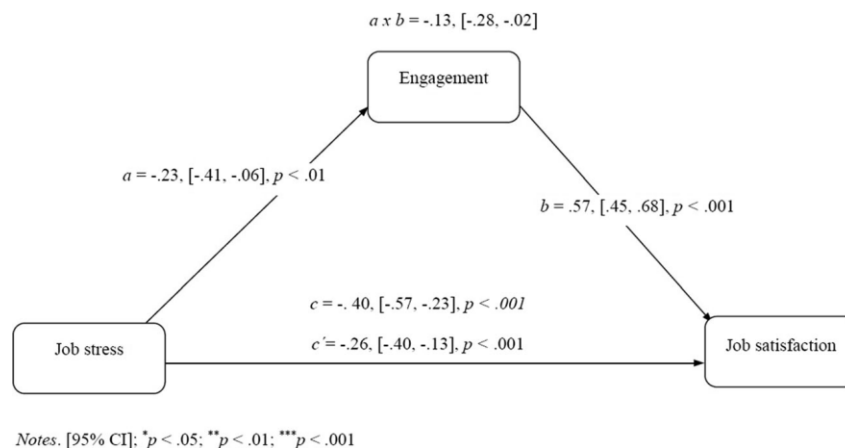 a x b = -.13, [-.28, -.02]
Engagement
a = -.23, [-.41, -.06], p < .01
b = .57, [.45, .68], p < .001
c = -. 40, [-.57, -.23], p < .001
Job stress
c´= -.26, [-.40, -.13], p < .001
Job satisfaction
Notes. [95% CI]; *p < .05; **p < .01; ***p < .001